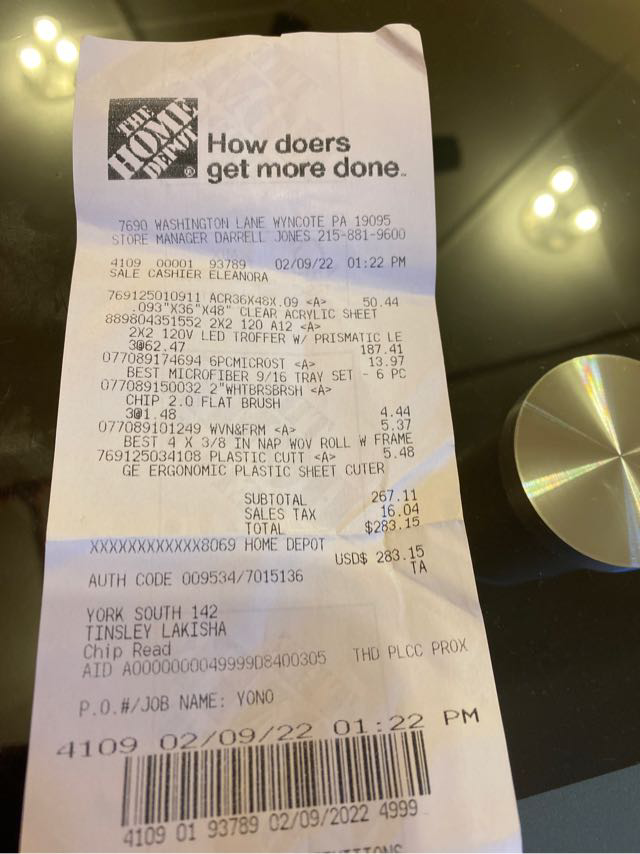 THE HOME DEPOT®
How doers
get more done™
7690 WASHINGTON LANE WYNCOTE PA 19095
STORE MANAGER DARRELL JONES 215-881-9600
4109 00001 93789 02/09/22 01:22 PM
SALE CASHIER ELEANORA
769125010911 ACR36X48X.09 <A> 50.44
.093"X36"X48" CLEAR ACRYLIC SHEET
889804351552 2X2 120 A12 <A>
2X2 120V LED TROFFER W/ PRISMATIC LE
3@62.47 187.41
077089174694 6PCMICROST <A> 13.97
BEST MICROFIBER 9/16 TRAY SET - 6 PC
077089150032 2"WHTBRSBRSH <A>
CHIP 2.0 FLAT BRUSH
3@1.48 4.44
077089101249 WVN&FRM <A> 5.37
BEST 4 X 3/8 IN NAP WOV ROLL W FRAME
769125034108 PLASTIC CUTT <A> 5.48
GE ERGONOMIC PLASTIC SHEET CUTER
SUBTOTAL 267.11
SALES TAX 16.04
TOTAL $283.15
XXXXXXXXXXXX8069 HOME DEPOT
USD$ 283.15
AUTH CODE 009534/7015136 TA
YORK SOUTH 142
TINSLEY LAKISHA
Chip Read
AID A0000000049999D8400305 THD PLCC PROX
P.O.#/JOB NAME: YONO
4109 02/09/22 01:22 PM
4109 01 93789 02/09/2022 4999